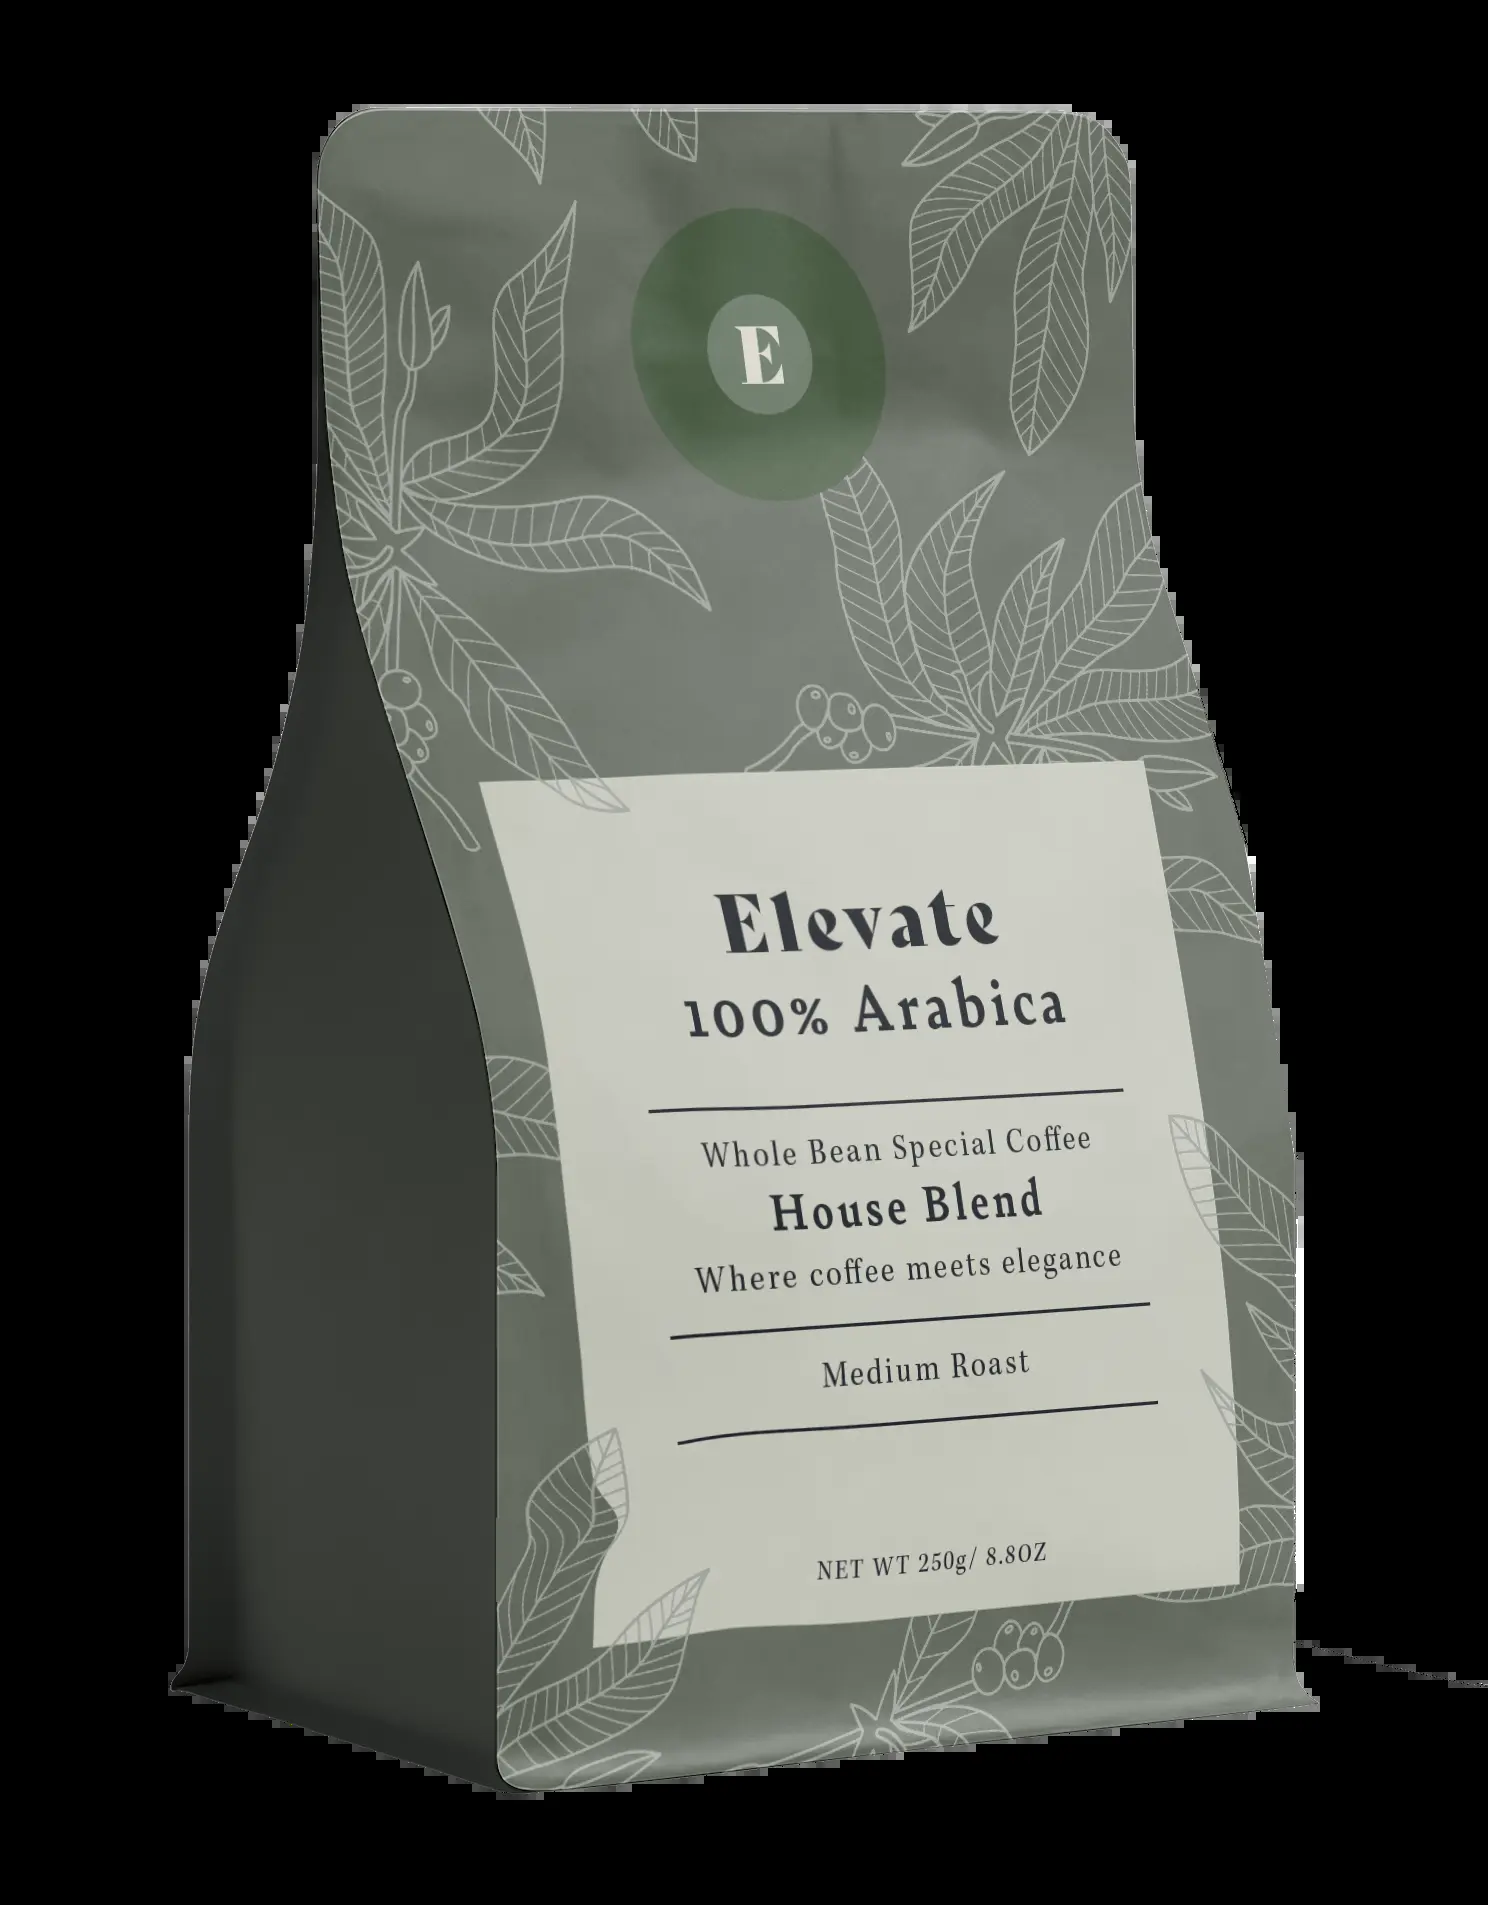 E
Elevate
100% Arabica
Whole Bean Special Coffee
House Blend
Where coffee meets elegance
Medium Roast
NET WT 250g/ 8.8OZ